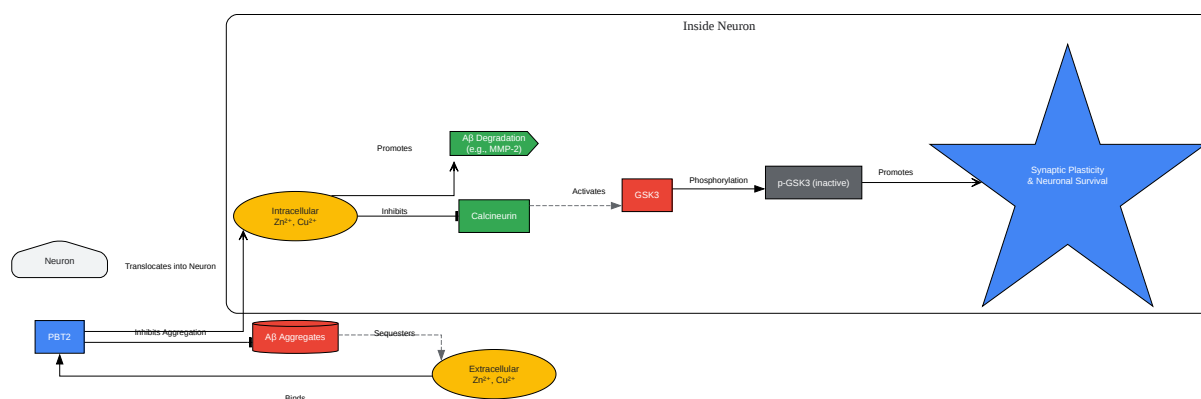 Inside Neuron
Aβ Degradation
(e.g., MMP-2)
Promotes
Synaptic Plasticity
& Neuronal Survival
Promotes
Phosphorylation
p-GSK3 (inactive)
Activates
GSK3
Intracellular
Zn²⁺, Cu²⁺
Inhibits
Calcineurin
Neuron
Translocates into Neuron
PBT2
Inhibits Aggregation
Aβ Aggregates
Sequesters
Extracellular
Zn²⁺, Cu²⁺
Binds